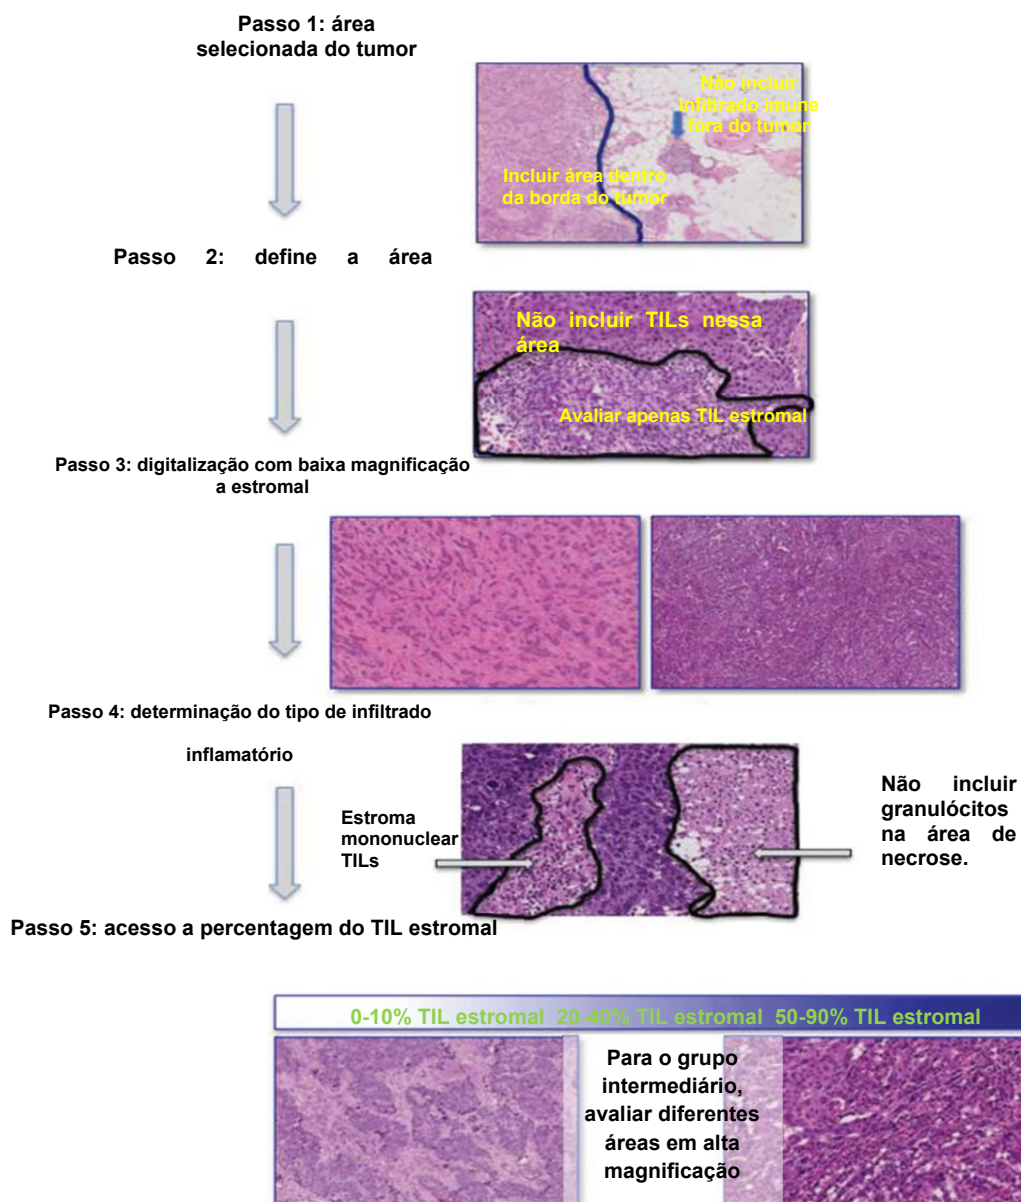 Passo 1: área
selecionada do tumor
Não incluir
infiltrado imune
fora do tumor
Incluir área dentro
da borda do tumor
Passo 2: define a área
Não incluir TILs nessa
área
Avaliar apenas TIL estromal
Passo 3: digitalização com baixa magnificação
a estromal
Passo 4: determinação do tipo de infiltrado
inflamatório
Estroma
mononuclear
TILs
Não incluir
granulócitos
na área de
necrose.
Passo 5: acesso a percentagem do TIL estromal
0-10% TIL estromal 20-40% TIL estromal 50-90% TIL estromal
Para o grupo
intermediário,
avaliar diferentes
áreas em alta
magnificação